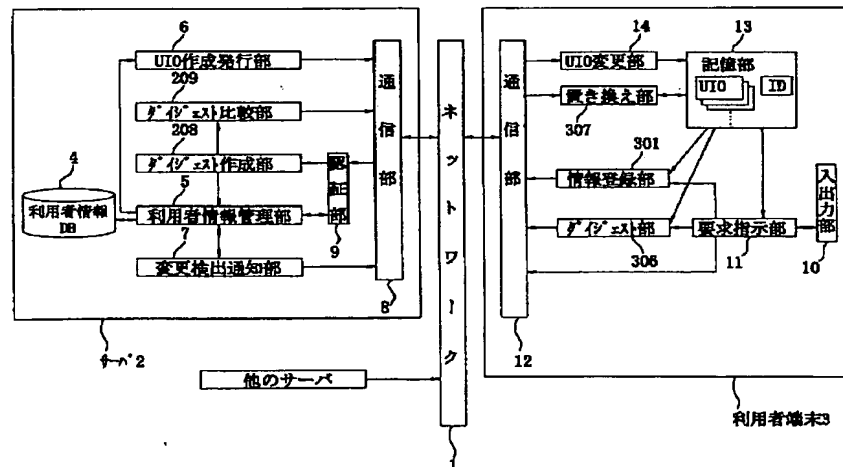 6
UIO作成発行部
209
ダイジェスト比較部
208
ダイジェスト作成部
4
利用者情報
DB
5
利用者情報管理部
7
変更検出通知部
認証部
9
通信部
8
サーバ2
他のサーバ
ネットワーク
1
通信部
12
14
UIO変更部
置き換え部
307
13
記憶部
UIO
ID
301
情報登録部
ダイジェスト部
306
要求指示部
11
入出力部
10
利用者端末3